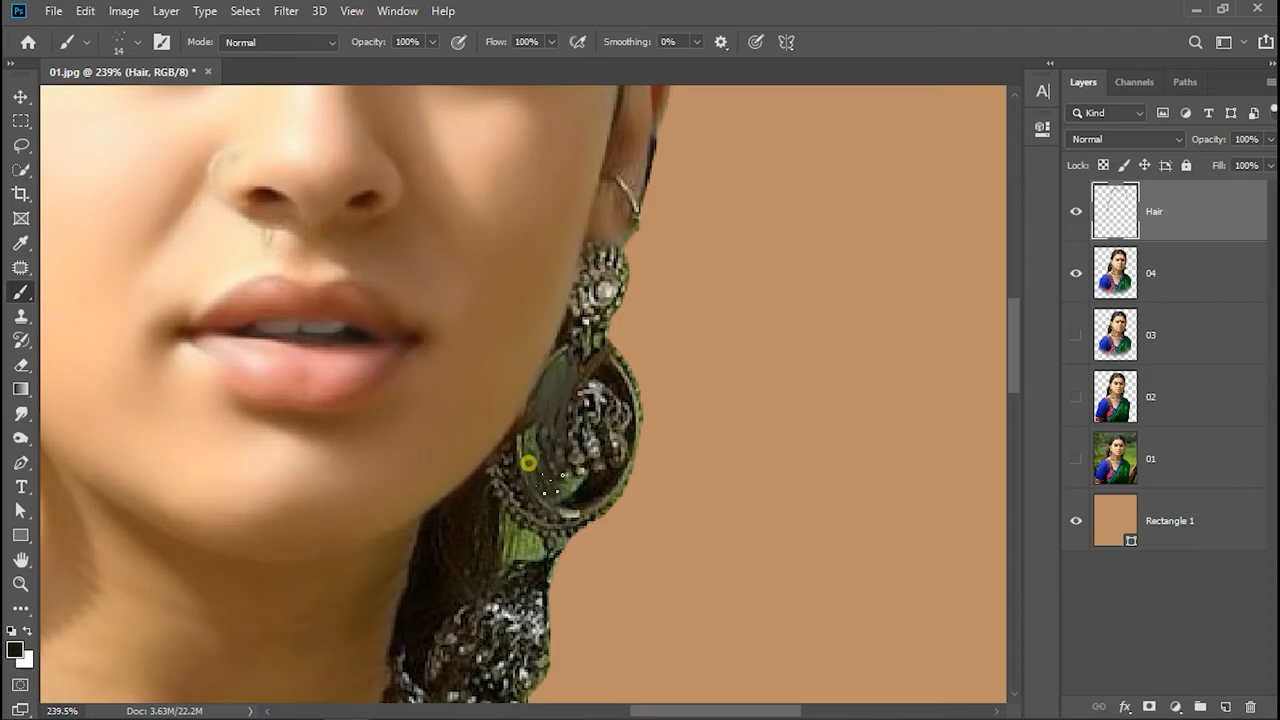 Ps File Edit Image Layer Type Select Filter 3D View Window Help
14 Mode: Normal Opacity: 100% Flow: 100% Smoothing: 0%
01.jpg @ 239% (Hair, RGB/8) * ×
Layers Channels Paths
Kind
Normal Opacity: 100%
Lock: Fill: 100%
Hair
04
03
02
01
Rectangle 1
239.5% Doc: 3.63M/22.2M